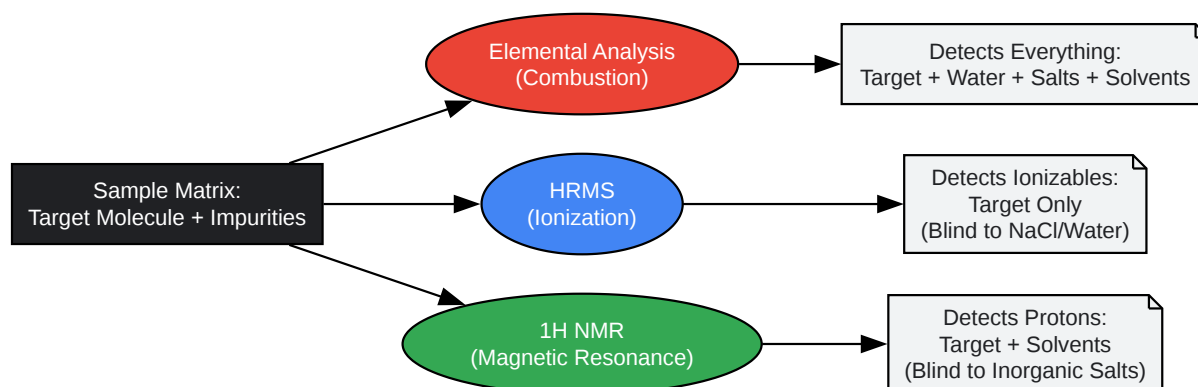 Elemental Analysis
(Combustion)
Detects Everything:
Target + Water + Salts + Solvents
Sample Matrix:
Target Molecule + Impurities
HRMS
(Ionization)
Detects Ionizables:
Target Only
(Blind to NaCl/Water)
1H NMR
(Magnetic Resonance)
Detects Protons:
Target + Solvents
(Blind to Inorganic Salts)